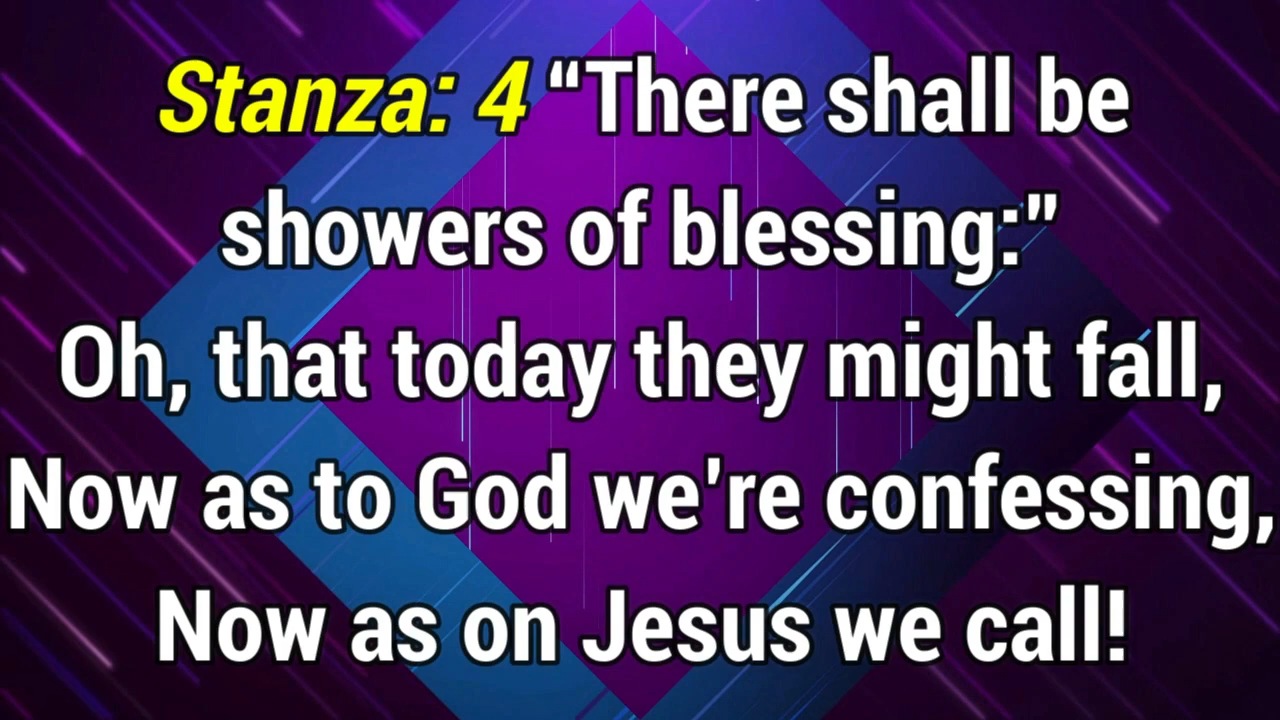 Stanza: 4 “There shall be
showers of blessing:”
Oh, that today they might fall,
Now as to God we're confessing,
Now as on Jesus we call!